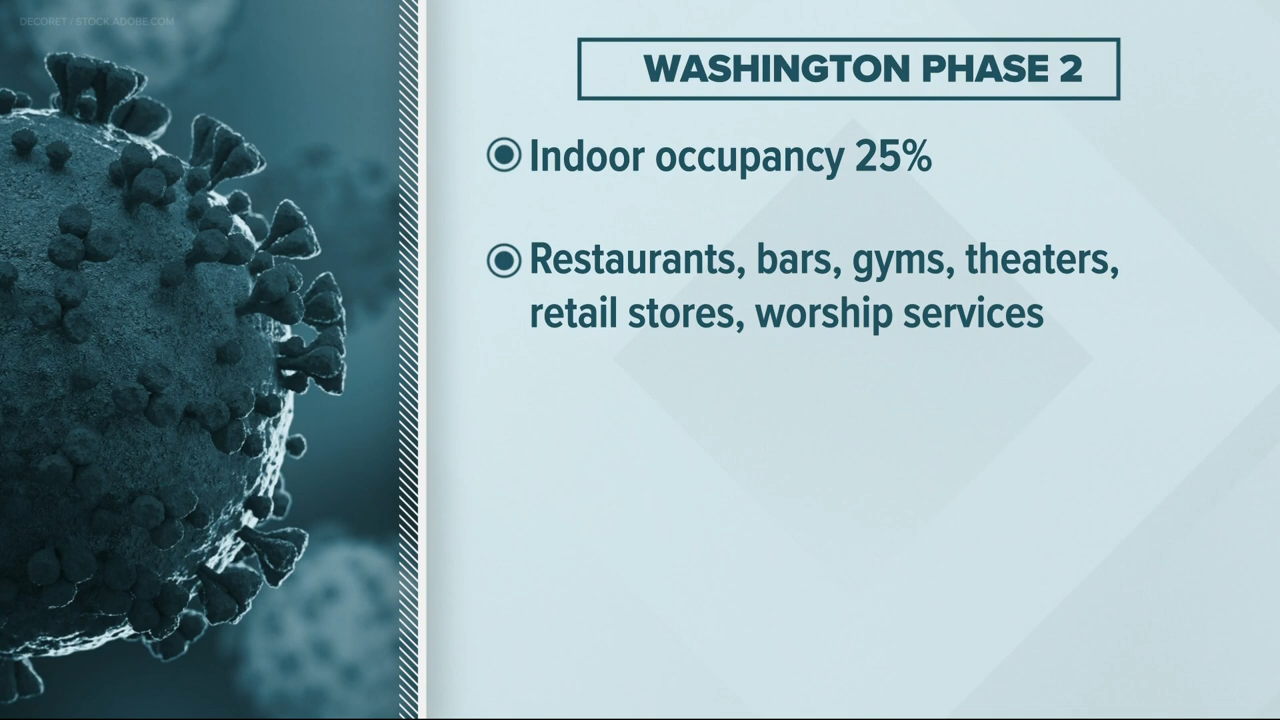 DECORET / STOCK.ADOBE.COM
WASHINGTON PHASE 2
Indoor occupancy 25%
Restaurants, bars, gyms, theaters,
retail stores, worship services